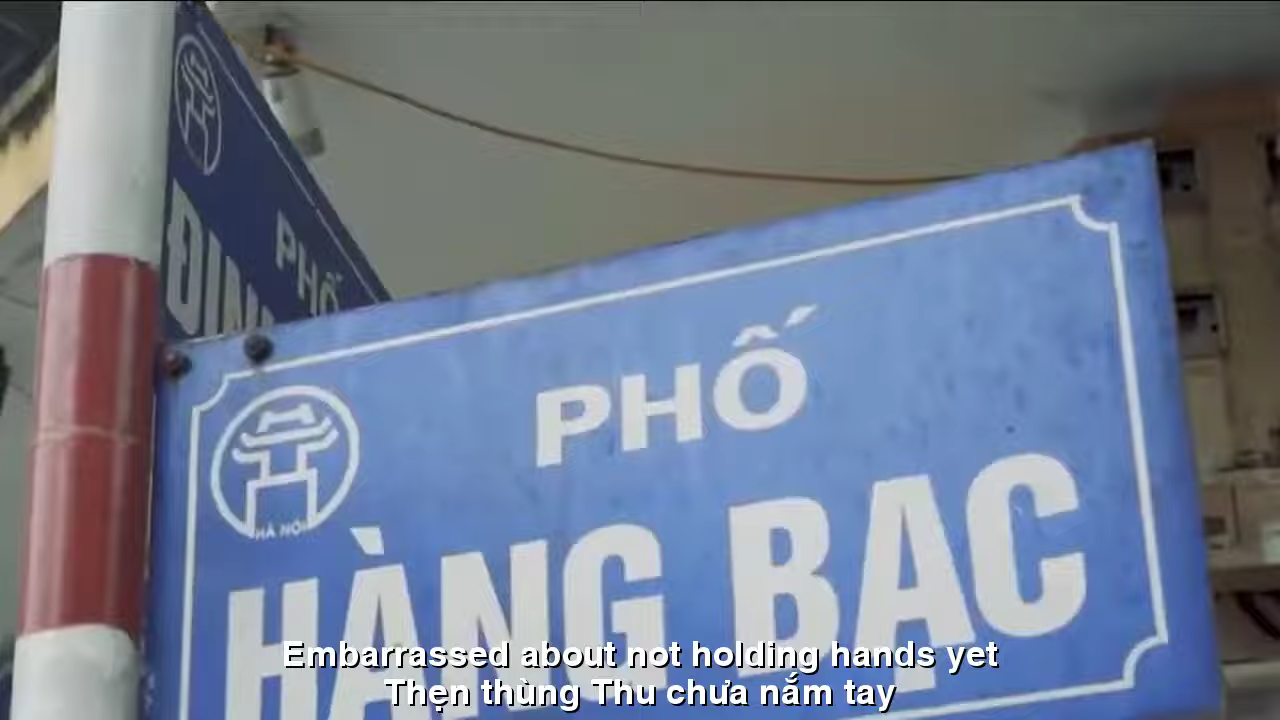 PHỐ
PHỐ
HÀ NỘI
HÀNG BẠC
Embarrassed about not holding hands yet
Thẹn thùng Thu chưa nắm tay